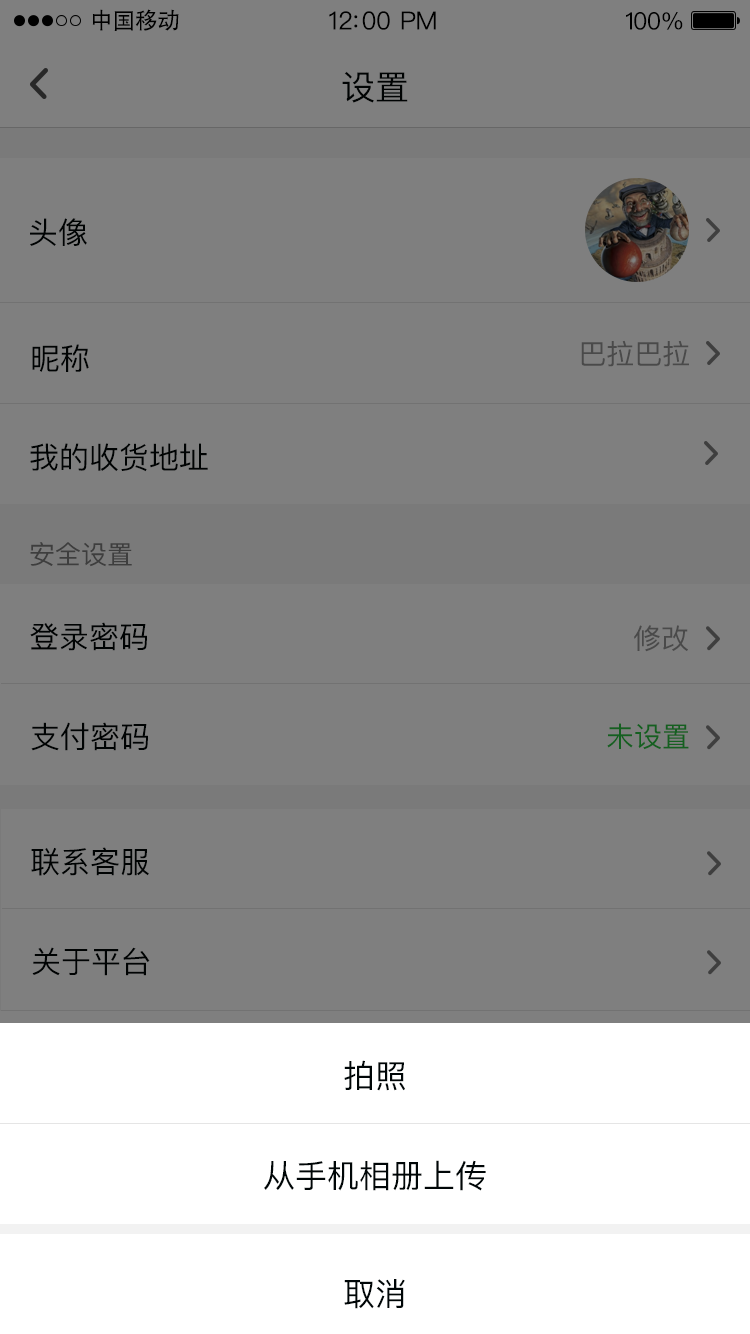 中国移动 12:00 PM 100%
设置
头像
昵称 巴拉巴拉
我的收货地址
安全设置
登录密码 修改
支付密码 未设置
联系客服
关于平台
拍照
从手机相册上传
取消